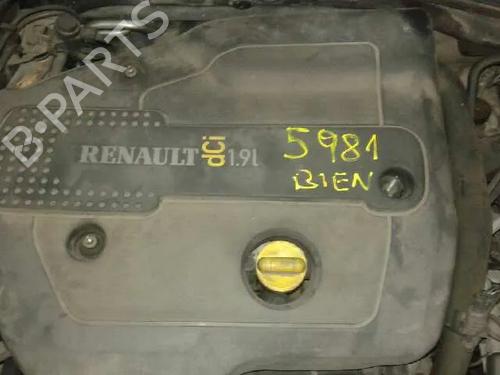 B-PARTS
RENAULT dCi 1.9l
5981
BIEN